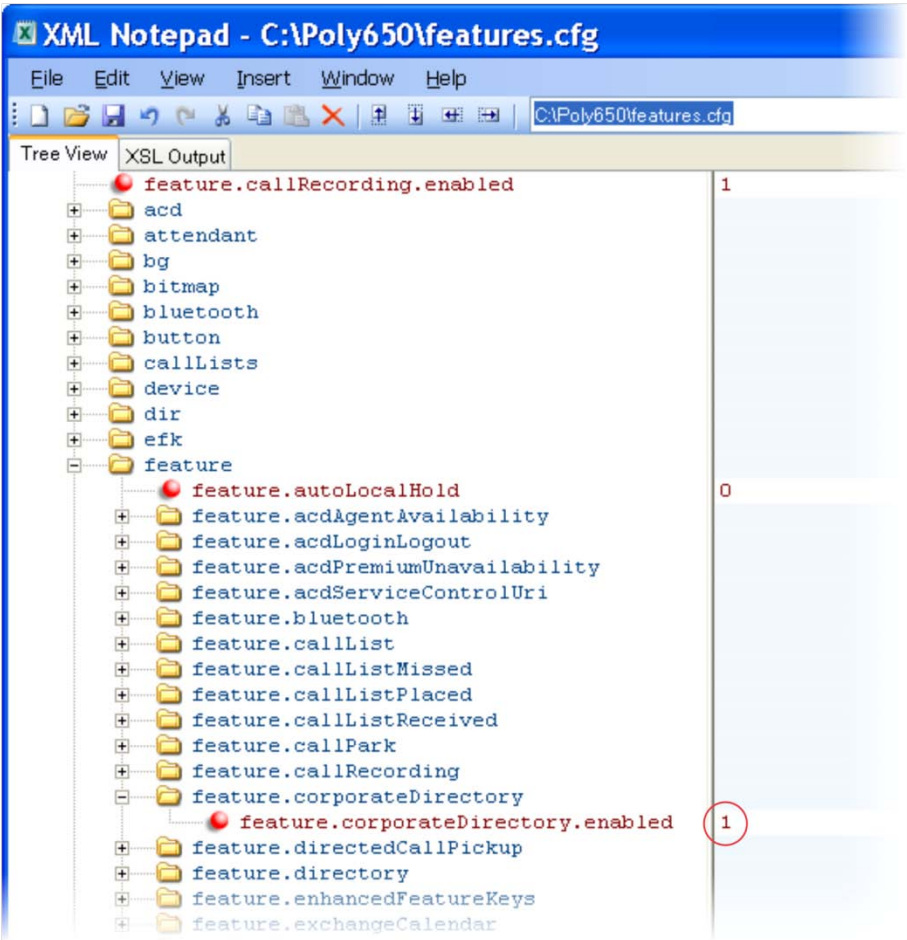 XML Notepad - C:\Poly650\features.cfg
File Edit View Insert Window Help
C:\Poly650\features.cfg
Tree View XSL Output
feature.callRecording.enabled 1
acd
attendant
bg
bitmap
bluetooth
button
callLists
device
dir
efk
feature
feature.autoLocalHold 0
feature.acdAgentAvailability
feature.acdLoginLogout
feature.acdPremiumUnavailability
feature.acdServiceControlUri
feature.bluetooth
feature.callList
feature.callListMissed
feature.callListPlaced
feature.callListReceived
feature.callPark
feature.callRecording
feature.corporateDirectory
feature.corporateDirectory.enabled 1
feature.directedCallPickup
feature.directory
feature.enhancedFeatureKeys
feature.exchangeCalendar